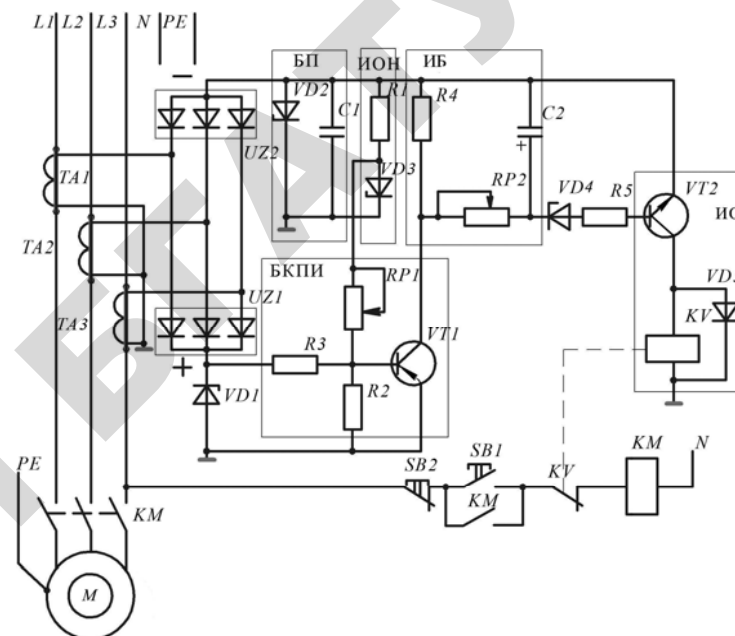 L1 L2 L3 N PE
БП ИОН ИБ
−
VD2 C1 R1 R4 C2
UZ2
VD3
TA1 RP2 VD4 R5 VT2
TA2
БКПИ
RP1
UZ1
TA3
VT1
KV
R3
+ VD1 R2
PE
SB2 SB1 KV KM N
KM
KM
M
БГАТУ